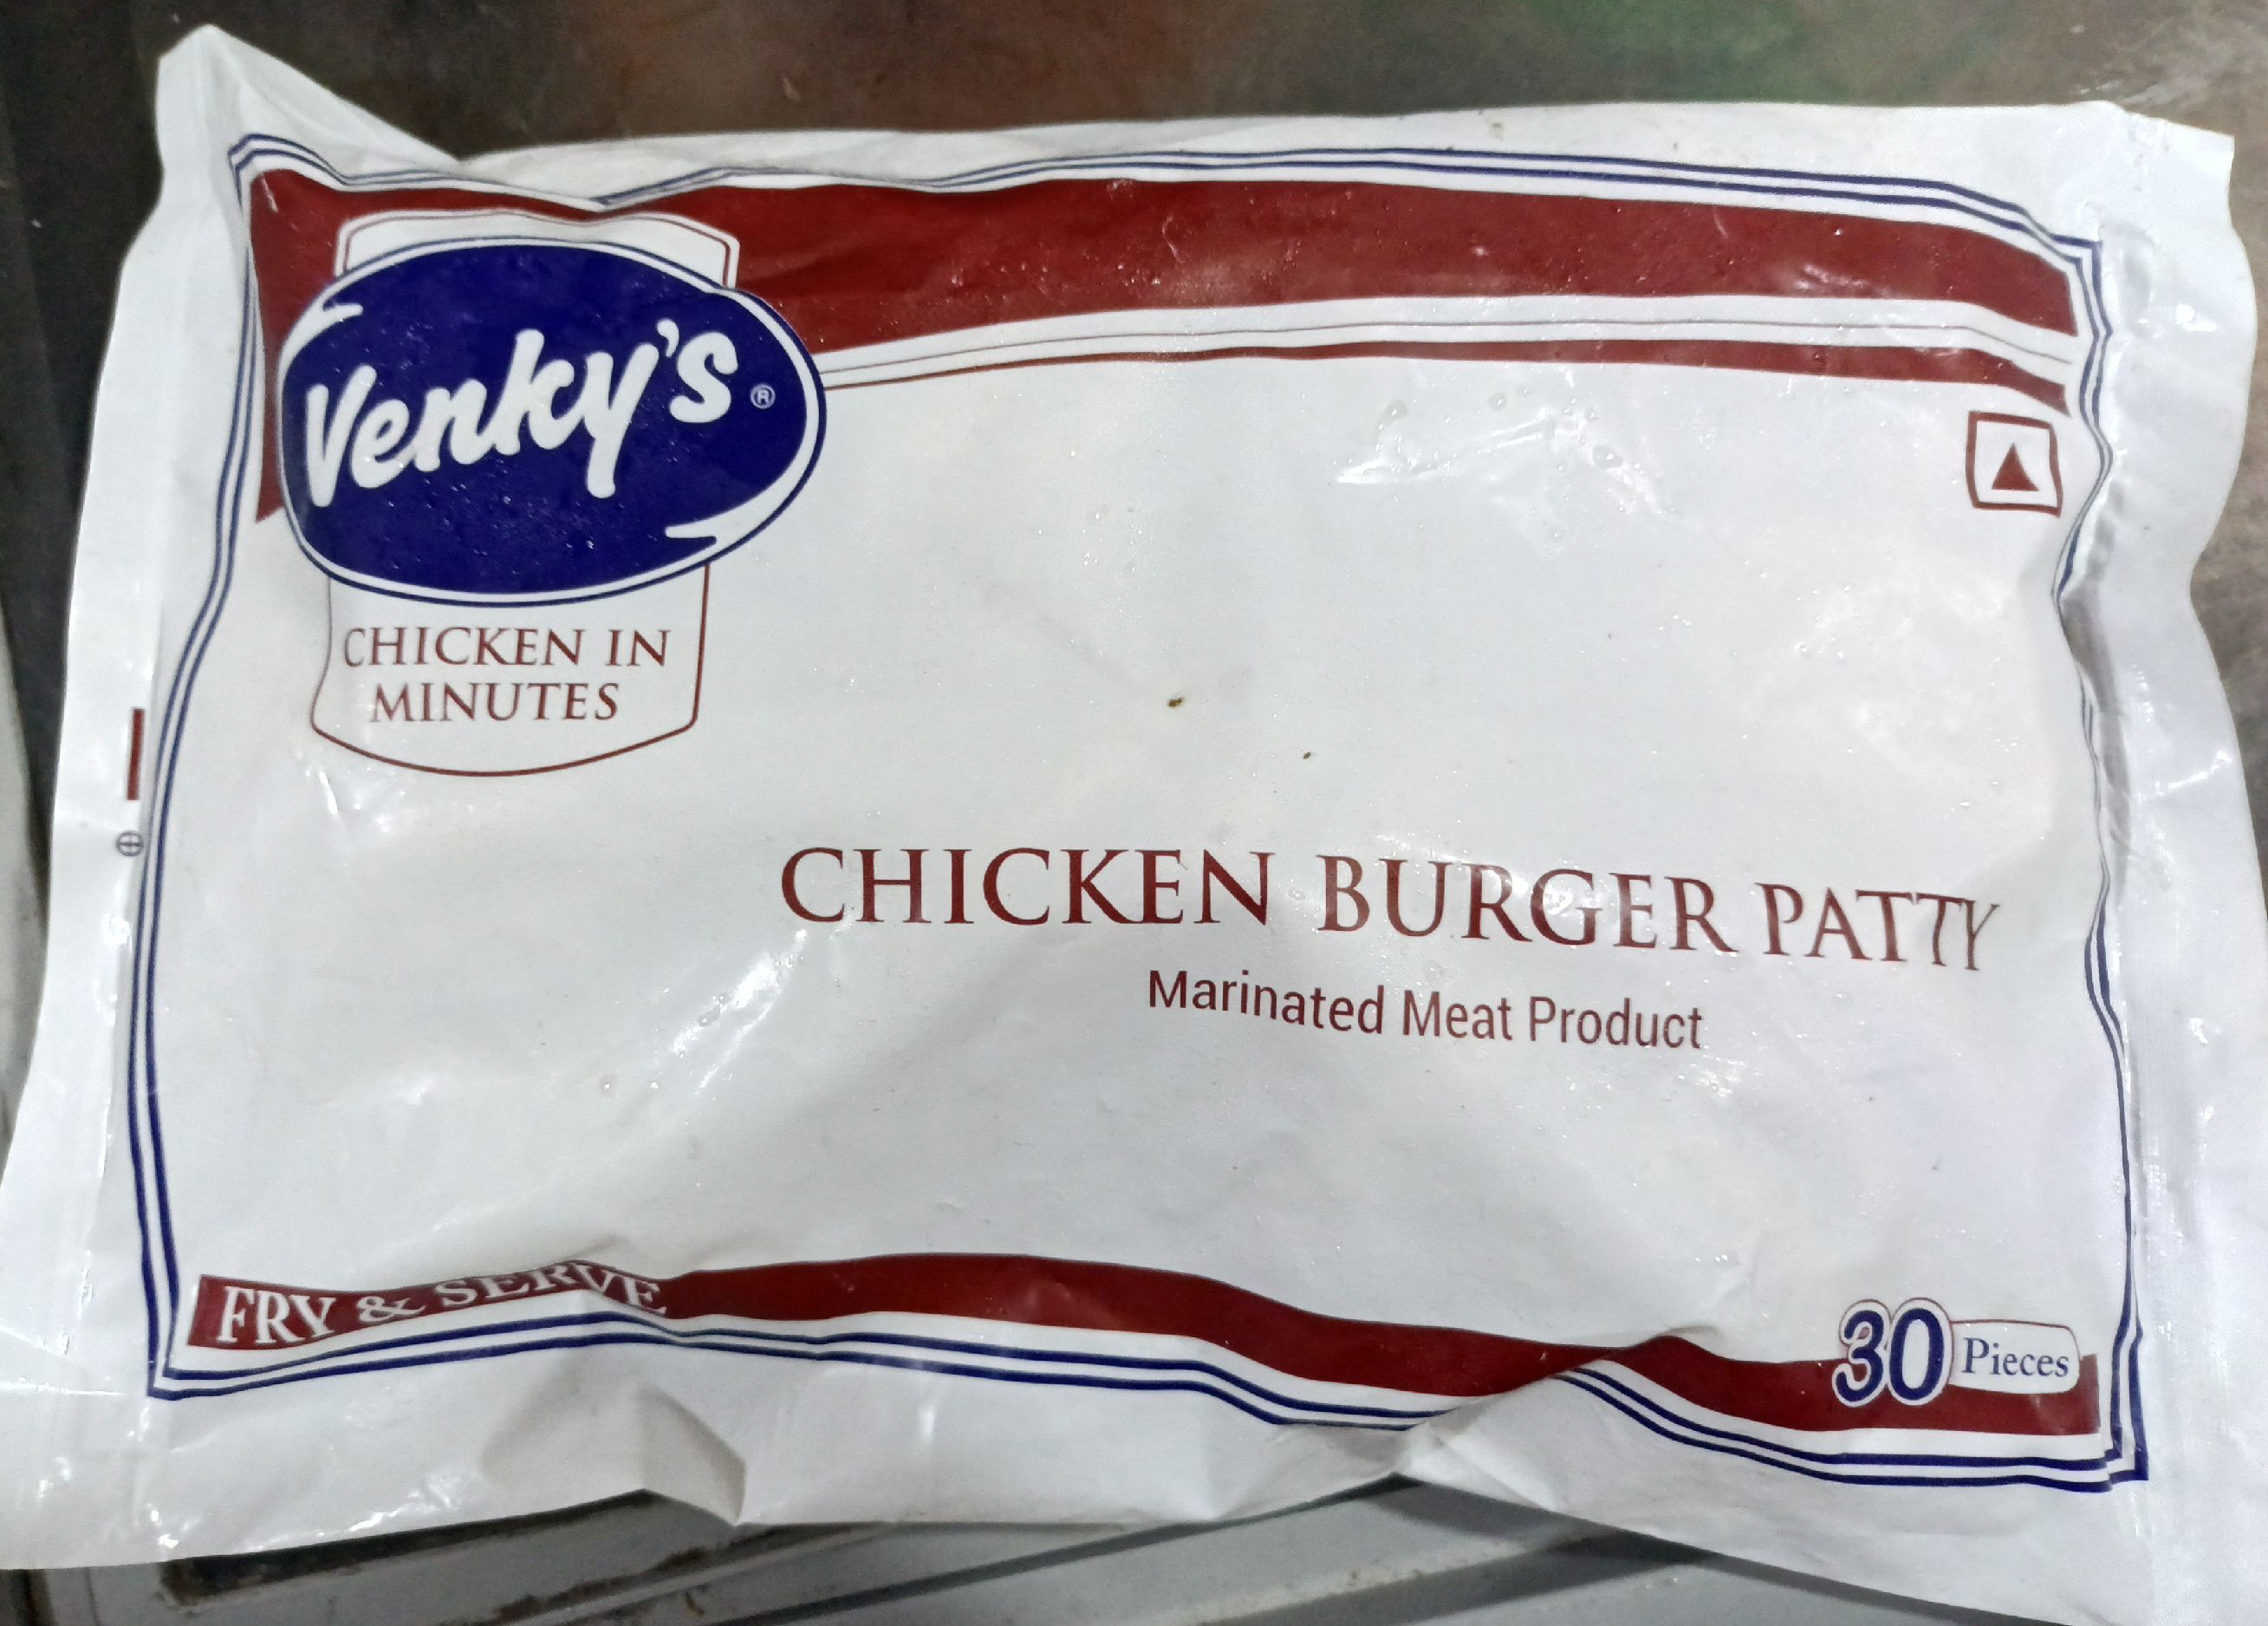 Venky's®
CHICKEN IN
MINUTES
CHICKEN BURGER PATTY
Marinated Meat Product
FRY & SERVE
30 Pieces